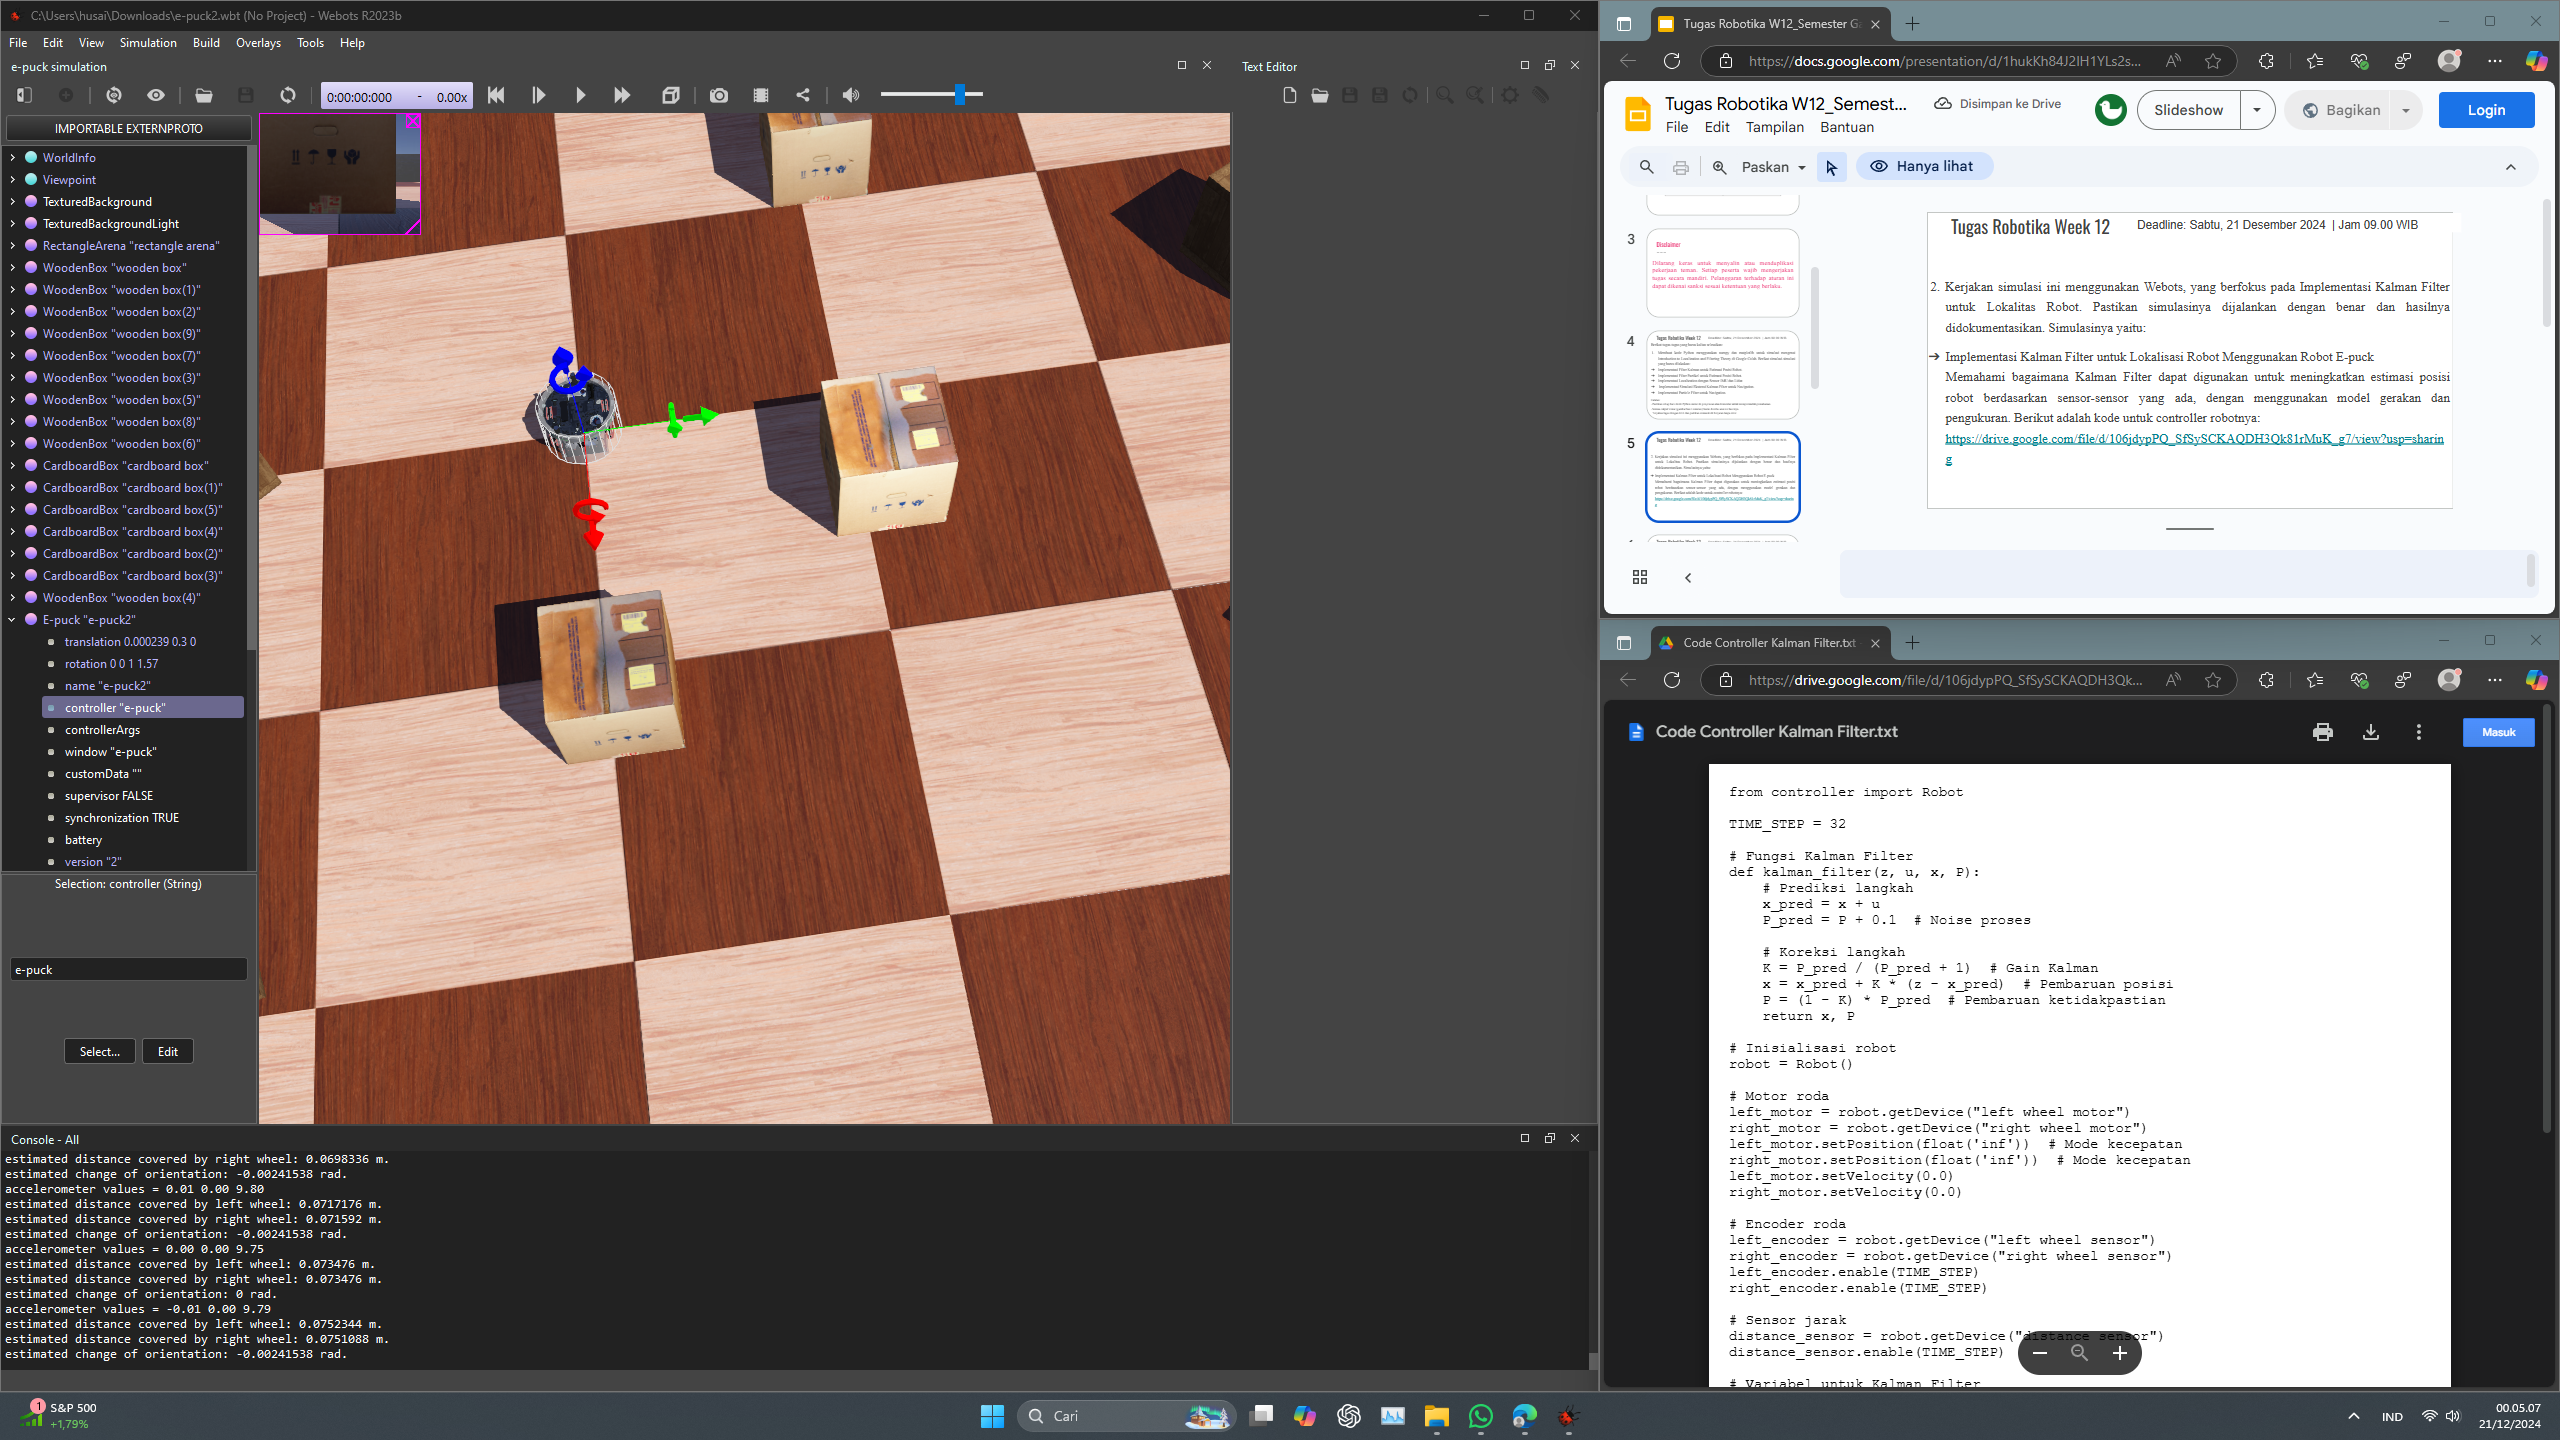 C:\Users\husai\Downloads\e-puck2.wbt (No Project) - Webots R2023b
File Edit View Simulation Build Overlays Tools Help
e-puck simulation
0:00:00:000 - 0.00x
IMPORTABLE EXTERNPROTO
WorldInfo
Viewpoint
TexturedBackground
TexturedBackgroundLight
RectangleArena "rectangle arena"
WoodenBox "wooden box"
WoodenBox "wooden box(1)"
WoodenBox "wooden box(2)"
WoodenBox "wooden box(9)"
WoodenBox "wooden box(7)"
WoodenBox "wooden box(3)"
WoodenBox "wooden box(5)"
WoodenBox "wooden box(8)"
WoodenBox "wooden box(6)"
CardboardBox "cardboard box"
CardboardBox "cardboard box(1)"
CardboardBox "cardboard box(5)"
CardboardBox "cardboard box(4)"
CardboardBox "cardboard box(2)"
CardboardBox "cardboard box(3)"
WoodenBox "wooden box(4)"
E-puck "e-puck2"
translation 0.000239 0.3 0
rotation 0 0 1 1.57
name "e-puck2"
controller "e-puck"
controllerArgs
window "e-puck"
customData ""
supervisor FALSE
synchronization TRUE
battery
version "2"
Selection: controller (String)
e-puck
Select... Edit
Text Editor
Console - All
estimated distance covered by right wheel: 0.0698336 m.
estimated change of orientation: -0.00241538 rad.
accelerometer values = 0.01 0.00 9.80
estimated distance covered by left wheel: 0.0717176 m.
estimated distance covered by right wheel: 0.071592 m.
estimated change of orientation: -0.00241538 rad.
accelerometer values = 0.00 0.00 9.75
estimated distance covered by left wheel: 0.073476 m.
estimated distance covered by right wheel: 0.073476 m.
estimated change of orientation: 0 rad.
accelerometer values = -0.01 0.00 9.79
estimated distance covered by left wheel: 0.0752344 m.
estimated distance covered by right wheel: 0.0751088 m.
estimated change of orientation: -0.00241538 rad.
Tugas Robotika W12_Semester G
https://docs.google.com/presentation/d/1hukKh84J2IH1YLs2s...
Tugas Robotika W12_Semest...
Disimpan ke Drive
File Edit Tampilan Bantuan
Slideshow
Bagikan
Login
Paskan
Hanya lihat
3
Disclaimer
Dilarang keras untuk menyalin atau menduplikasi
pekerjaan teman. Setiap peserta wajib mengerjakan
tugas secara mandiri. Pelanggaran terhadap aturan ini
dapat dikenai sanksi sesuai ketentuan yang berlaku.
4
Tugas Robotika Week 12
5
Tugas Robotika Week 12
Tugas Robotika Week 12
Deadline: Sabtu, 21 Desember 2024 | Jam 09.00 WIB
2. Kerjakan simulasi ini menggunakan Webots, yang berfokus pada Implementasi Kalman Filter
untuk Lokalitas Robot. Pastikan simulasinya dijalankan dengan benar dan hasilnya
didokumentasikan. Simulasinya yaitu:
➔ Implementasi Kalman Filter untuk Lokalisasi Robot Menggunakan Robot E-puck
Memahami bagaimana Kalman Filter dapat digunakan untuk meningkatkan estimasi posisi
robot berdasarkan sensor-sensor yang ada, dengan menggunakan model gerakan dan
pengukuran. Berikut adalah kode untuk controller robotnya:
https://drive.google.com/file/d/106jdypPQ_SfSySCKAQDH3Qk81rMuK_g7/view?usp=sharin
g
Code Controller Kalman Filter.txt
https://drive.google.com/file/d/106jdypPQ_SfSySCKAQDH3Qk...
Code Controller Kalman Filter.txt
Masuk
from controller import Robot
TIME_STEP = 32
# Fungsi Kalman Filter
def kalman_filter(z, u, x, P):
# Prediksi langkah
x_pred = x + u
P_pred = P + 0.1 # Noise proses
# Koreksi langkah
K = P_pred / (P_pred + 1) # Gain Kalman
x = x_pred + K * (z - x_pred) # Pembaruan posisi
P = (1 - K) * P_pred # Pembaruan ketidakpastian
return x, P
# Inisialisasi robot
robot = Robot()
# Motor roda
left_motor = robot.getDevice("left wheel motor")
right_motor = robot.getDevice("right wheel motor")
left_motor.setPosition(float('inf')) # Mode kecepatan
right_motor.setPosition(float('inf')) # Mode kecepatan
left_motor.setVelocity(0.0)
right_motor.setVelocity(0.0)
# Encoder roda
left_encoder = robot.getDevice("left wheel sensor")
right_encoder = robot.getDevice("right wheel sensor")
left_encoder.enable(TIME_STEP)
right_encoder.enable(TIME_STEP)
# Sensor jarak
distance_sensor = robot.getDevice("distance sensor")
distance_sensor.enable(TIME_STEP)
# Variabel untuk Kalman Filter
1
S&P 500
+1,79%
Cari
IND
00.05.07
21/12/2024